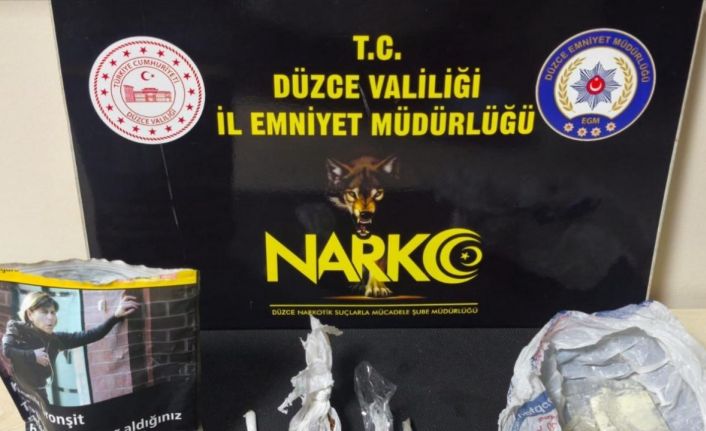 T.C.
DÜZCE VALİLİĞİ
İL EMNİYET MÜDÜRLÜĞÜ
TÜRKİYE CUMHURİYETİ
DÜZCE VALİLİĞİ
DÜZCE EMNİYET MÜDÜRLÜĞÜ
EGM
NARKO
DÜZCE NARKOTİK SUÇLARLA MÜCADELE ŞUBE MÜDÜRLÜĞÜ
aldığınız